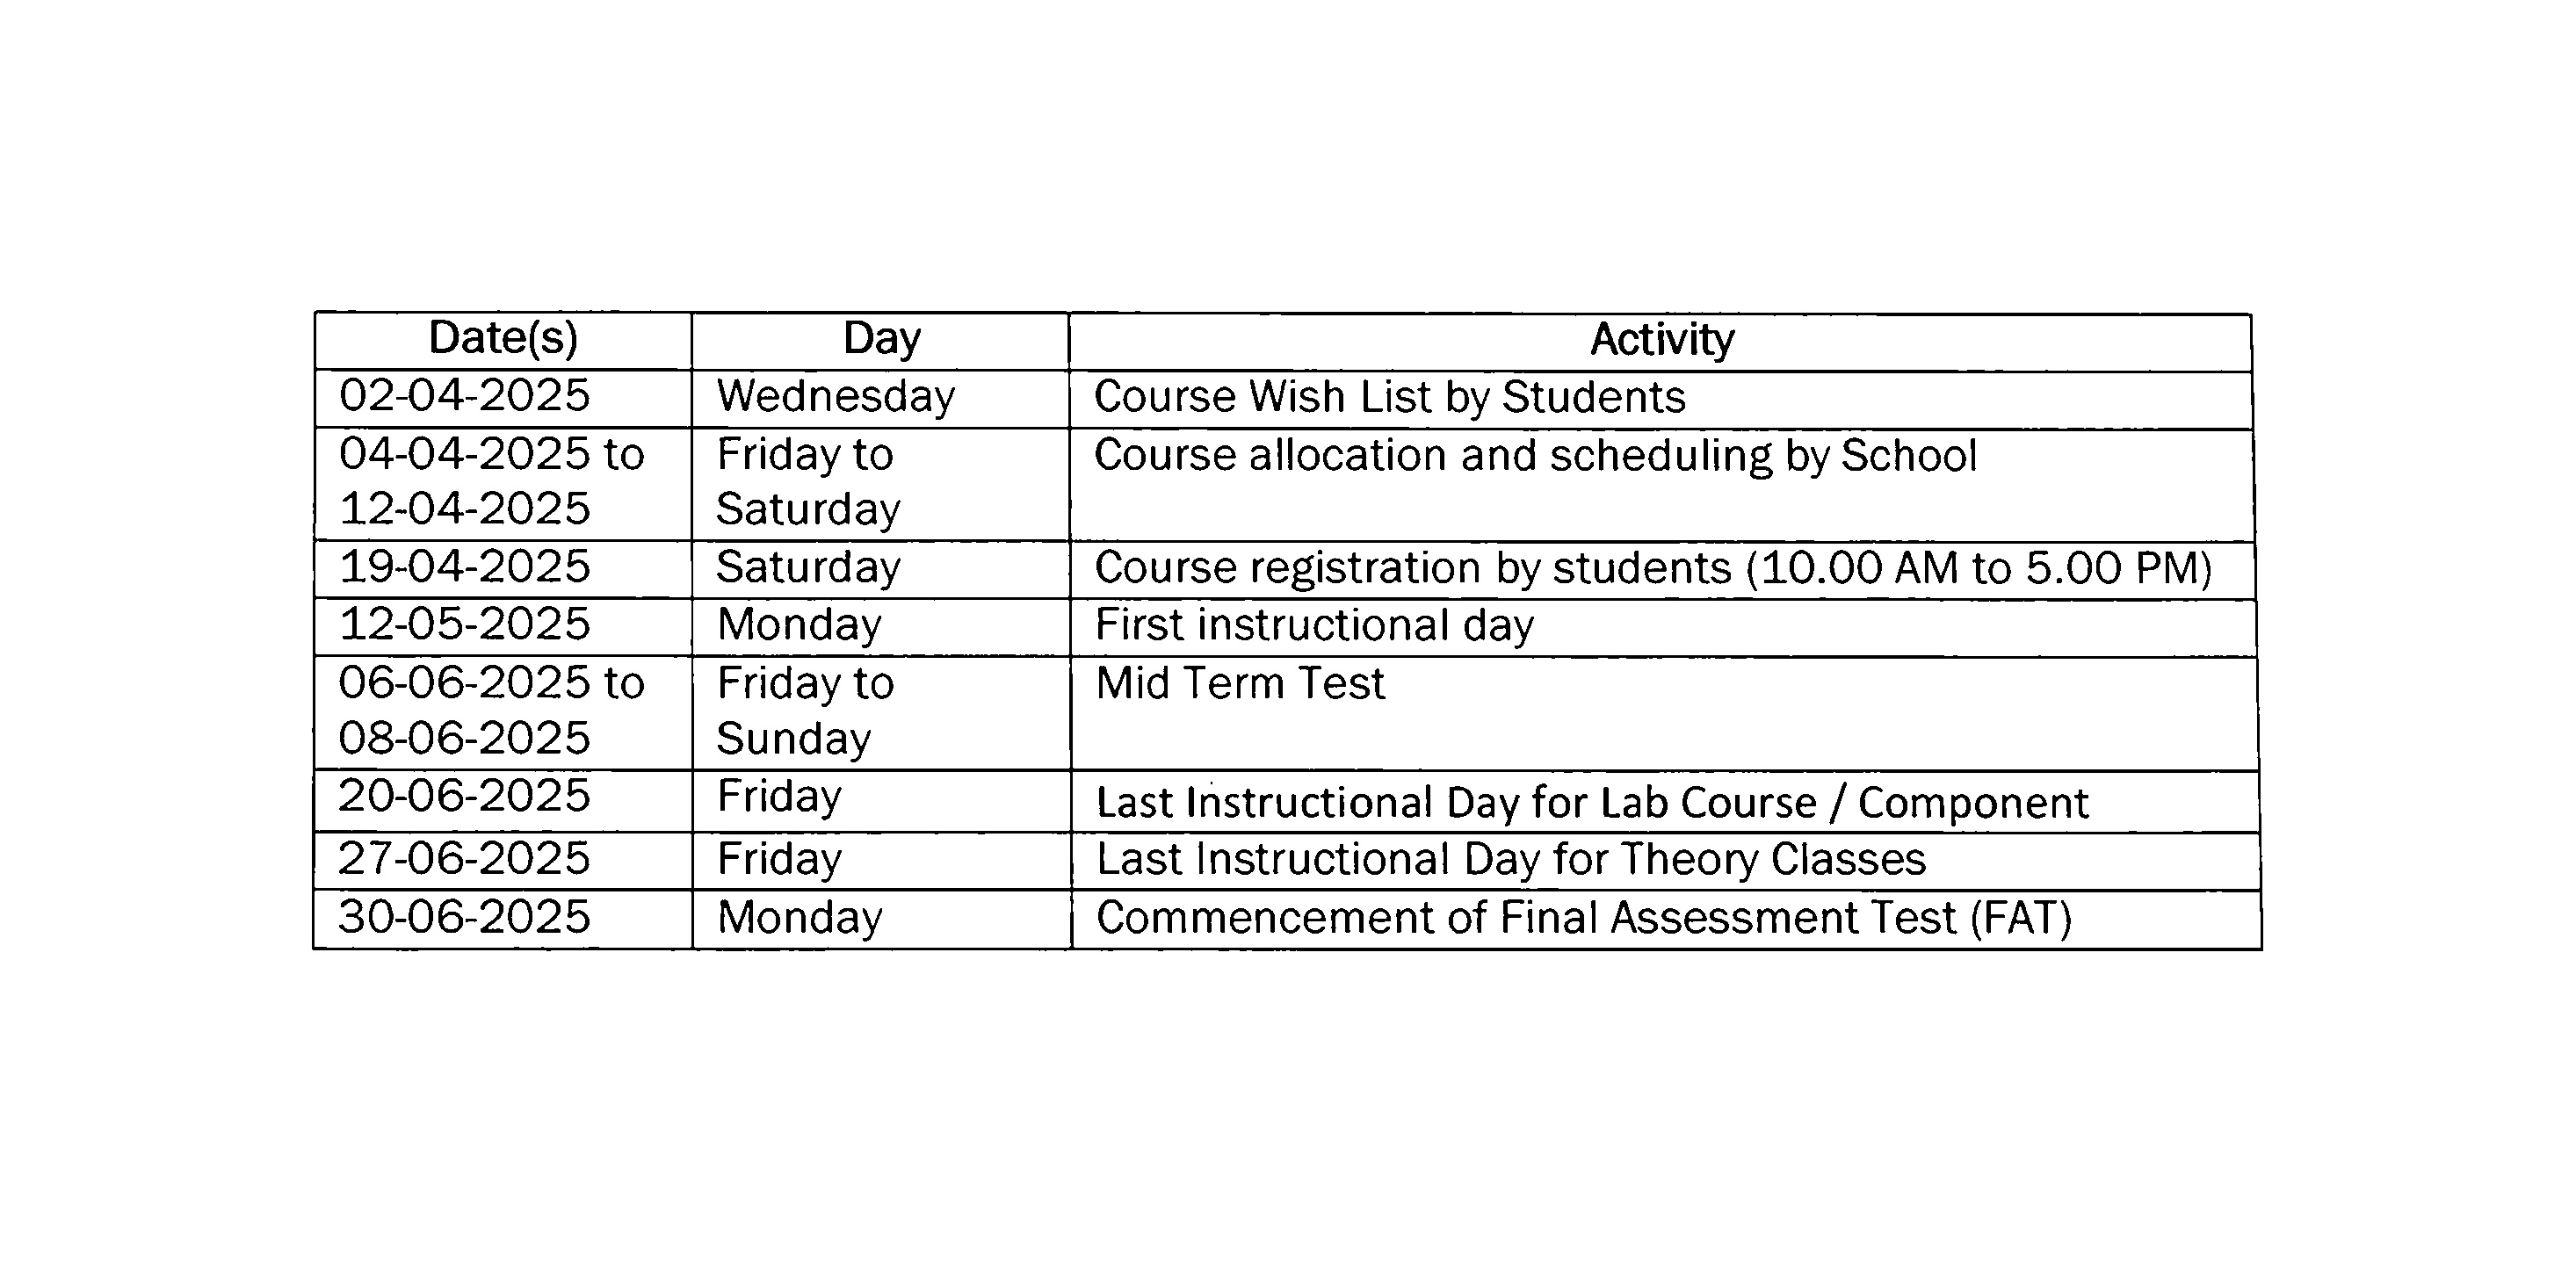 Date(s) Day Activity
02-04-2025 Wednesday Course Wish List by Students
04-04-2025 to Friday to Course allocation and scheduling by School
12-04-2025 Saturday
19-04-2025 Saturday Course registration by students (10.00 AM to 5.00 PM)
12-05-2025 Monday First instructional day
06-06-2025 to Friday to Mid Term Test
08-06-2025 Sunday
20-06-2025 Friday Last Instructional Day for Lab Course / Component
27-06-2025 Friday Last Instructional Day for Theory Classes
30-06-2025 Monday Commencement of Final Assessment Test (FAT)